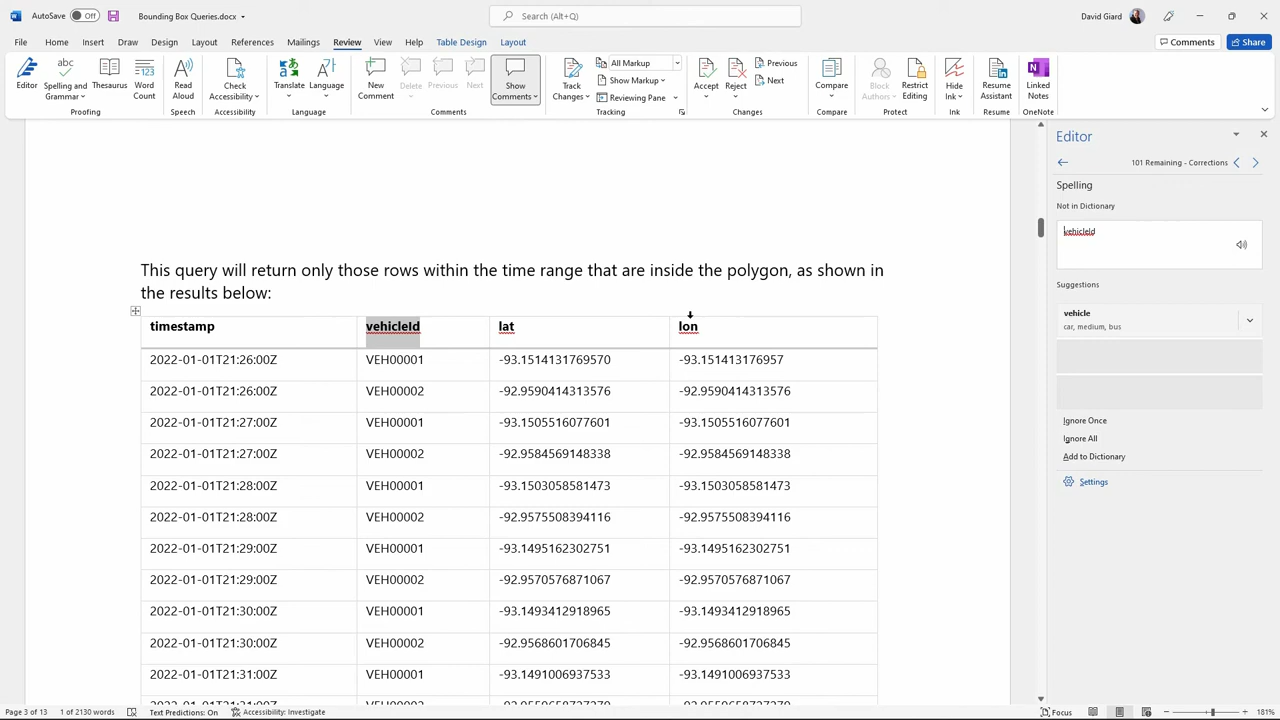 AutoSave Off Bounding Box Queries.docx Search (Alt+Q) David Giard
File Home Insert Draw Design Layout References Mailings Review View Help Table Design Layout Comments Share
Editor Spelling and Grammar Thesaurus Word Count Read Aloud Check Accessibility Translate Language New Comment Delete Previous Next Show Comments Track Changes All Markup Show Markup Reviewing Pane Accept Reject Previous Next Compare Block Authors Restrict Editing Hide Ink Resume Assistant Linked Notes
Proofing Speech Accessibility Language Comments Tracking Changes Compare Protect Ink Resume OneNote
Editor
101 Remaining - Corrections
Spelling
Not in Dictionary
vehicleId
Suggestions
vehicle
car, medium, bus
Ignore Once
Ignore All
Add to Dictionary
Settings
This query will return only those rows within the time range that are inside the polygon, as shown in
the results below:
timestamp vehicleId lat lon
2022-01-01T21:26:00Z VEH00001 -93.1514131769570 -93.151413176957
2022-01-01T21:26:00Z VEH00002 -92.9590414313576 -92.9590414313576
2022-01-01T21:27:00Z VEH00001 -93.1505516077601 -93.1505516077601
2022-01-01T21:27:00Z VEH00002 -92.9584569148338 -92.9584569148338
2022-01-01T21:28:00Z VEH00001 -93.1503058581473 -93.1503058581473
2022-01-01T21:28:00Z VEH00002 -92.9575508394116 -92.9575508394116
2022-01-01T21:29:00Z VEH00001 -93.1495162302751 -93.1495162302751
2022-01-01T21:29:00Z VEH00002 -92.9570576871067 -92.9570576871067
2022-01-01T21:30:00Z VEH00001 -93.1493412918965 -93.1493412918965
2022-01-01T21:30:00Z VEH00002 -92.9568601706845 -92.9568601706845
2022-01-01T21:31:00Z VEH00001 -93.1491006937533 -93.1491006937533
Page 3 of 13 1 of 2130 words Text Predictions: On Accessibility: Investigate Focus 181%